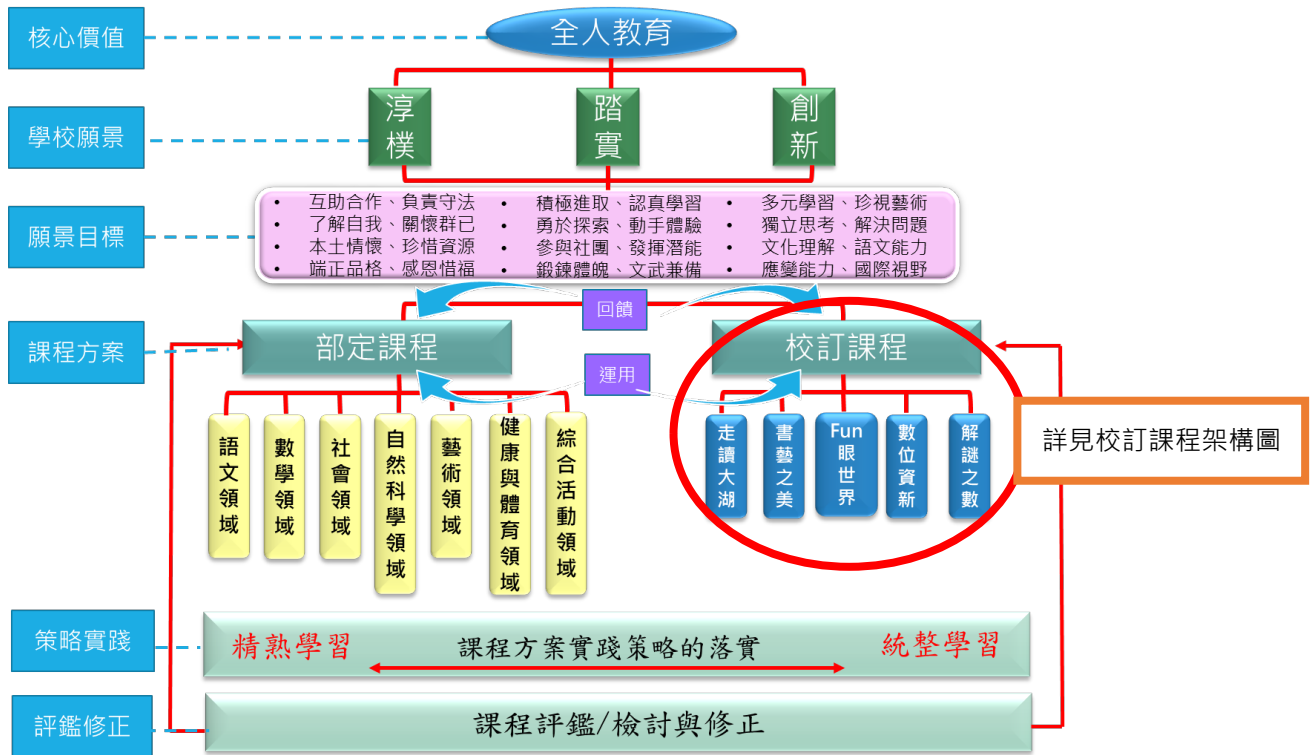 核心價值
全人教育
學校願景
淳樸
踏實
創新
願景目標
• 互助合作、負責守法
• 了解自我、關懷群己
• 本土情懷、珍惜資源
• 端正品格、感恩惜福
• 積極進取、認真學習
• 勇於探索、動手體驗
• 參與社團、發揮潛能
• 鍛鍊體魄、文武兼備
• 多元學習、珍視藝術
• 獨立思考、解決問題
• 文化理解、語文能力
• 應變能力、國際視野
課程方案
部定課程
回饋
運用
校訂課程
語文領域
數學領域
社會領域
自然科學領域
藝術領域
健康與體育領域
綜合活動領域
走讀大湖
書藝之美
Fun眼世界
數位資新
解謎之數
詳見校訂課程架構圖
策略實踐
精熟學習
課程方案實踐策略的落實
統整學習
評鑑修正
課程評鑑/檢討與修正